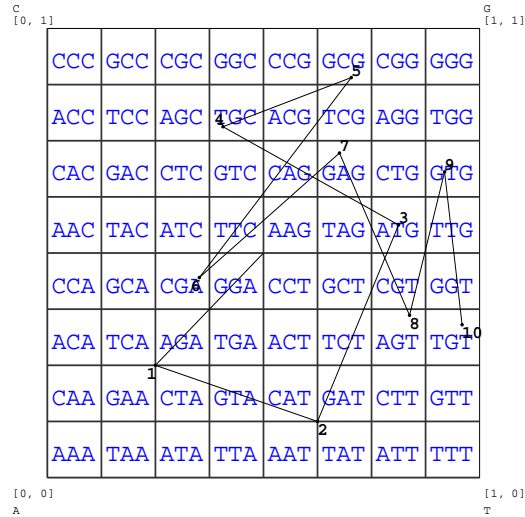 C
[0, 1]
G
[1, 1]
CCC GCC CGC GGC CCG GCG CGG GGG
5
ACC TCC AGC TGC ACG TCG AGG TGG
4
7
CAC GAC CTC GTC CAG GAG CTG GTG
9
AAC TAC ATC TTC AAG TAG ATG TTG
3
CCA GCA CGA GGA CCT GCT CGT GGT
6
8
ACA TCA AGA TGA ACT TCT AGT TGT
10
1
CAA GAA CTA GTA CAT GAT CTT GTT
2
AAA TAA ATA TTA AAT TAT ATT TTT
[0, 0]
A
[1, 0]
T